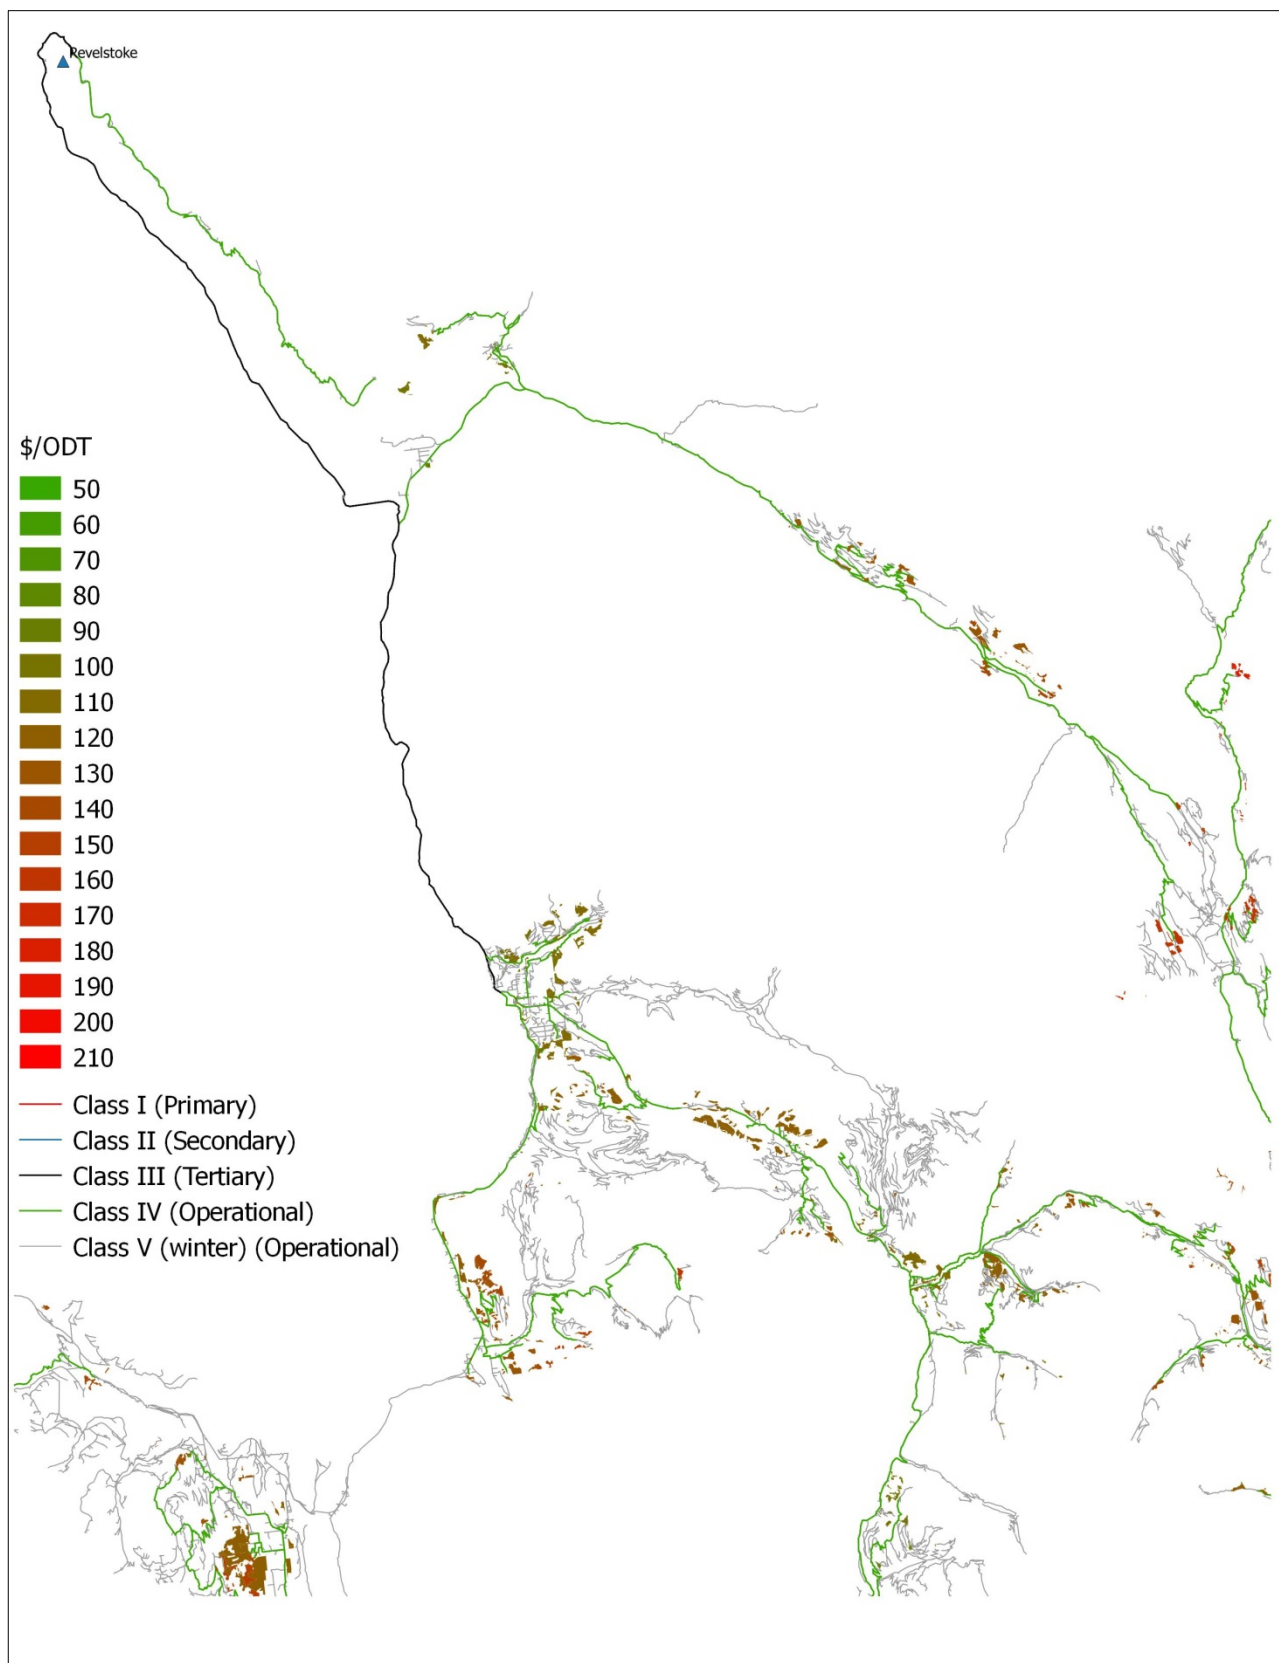 Revelstoke
$/ODT
50
60
70
80
90
100
110
120
130
140
150
160
170
180
190
200
210
Class I (Primary)
Class II (Secondary)
Class III (Tertiary)
Class IV (Operational)
Class V (winter) (Operational)